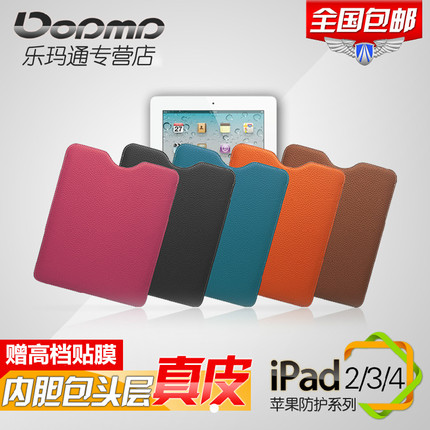 Dopmp
乐玛通专营店
全国包邮
赠高档贴膜
内胆包头层真皮
iPad 2/3/4
苹果防护系列